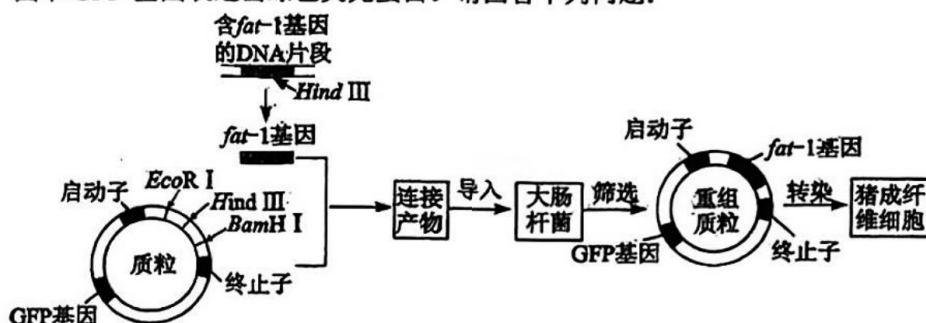 含fat-1基因
的DNA片段
Hind Ⅲ
fat-1基因
启动子
EcoR Ⅰ
Hind Ⅲ
BamH Ⅰ
质粒
终止子
GFP基因
连接
产物
导入
大肠
杆菌
筛选
启动子
fat-1基因
重组
质粒
GFP基因
终止子
转染
猪成纤
维细胞